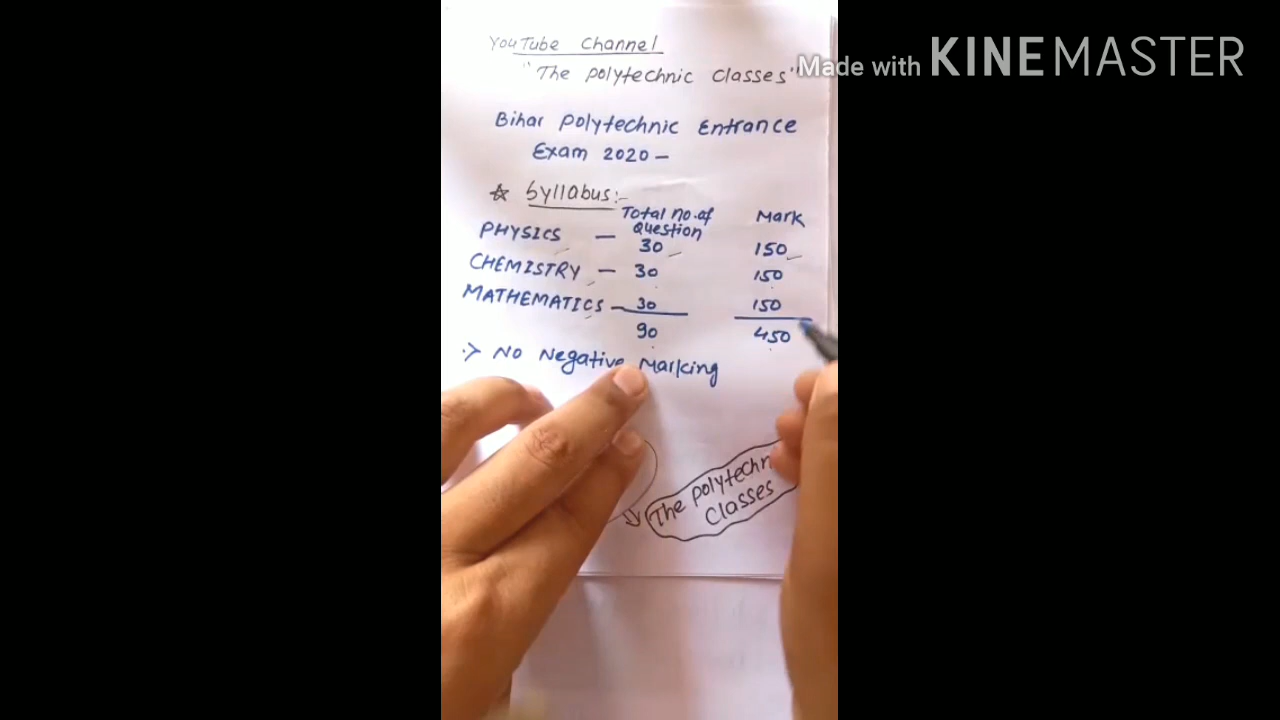 YouTube Channel
"The Polytechnic Classes"
Made with KINEMASTER
Bihar Polytechnic Entrance
Exam 2020 -
☆ Syllabus:-
Total no. of Question Mark
PHYSICS - 30 150
CHEMISTRY - 30 150
MATHEMATICS - 30 150
90 450
:> No Negative Marking
The Polytechn
Classes